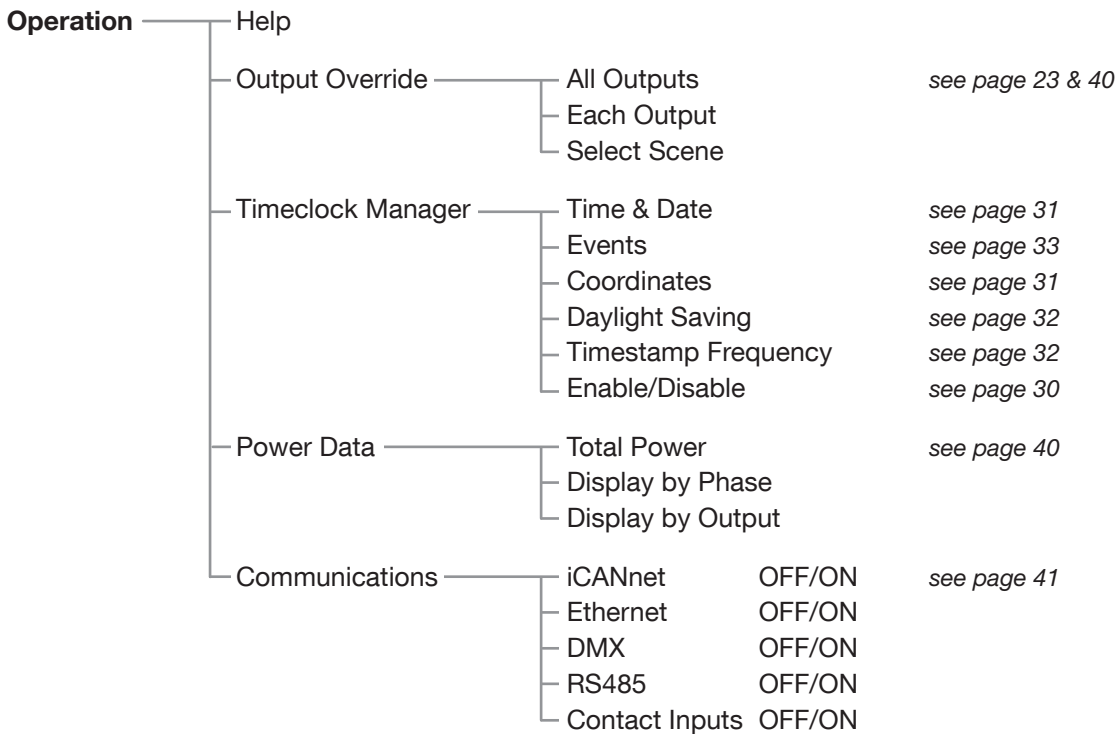 Operation Help
Output Override All Outputs see page 23 & 40
Each Output
Select Scene
Timeclock Manager Time & Date see page 31
Events see page 33
Coordinates see page 31
Daylight Saving see page 32
Timestamp Frequency see page 32
Enable/Disable see page 30
Power Data Total Power see page 40
Display by Phase
Display by Output
Communications iCANnet OFF/ON see page 41
Ethernet OFF/ON
DMX OFF/ON
RS485 OFF/ON
Contact Inputs OFF/ON